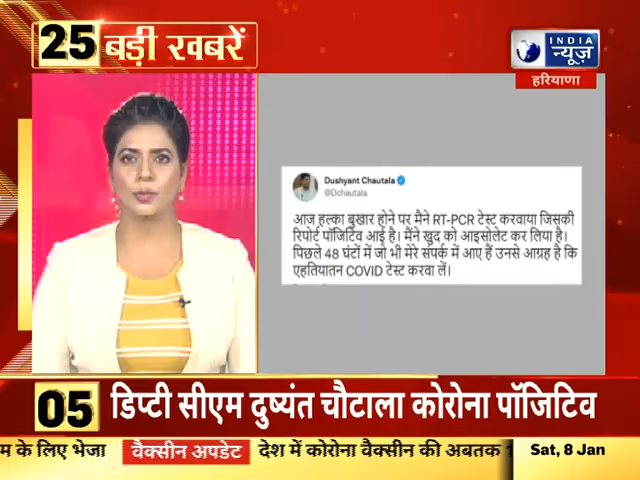 25 बड़ी खबरें
INDIA
न्यूज़
हरियाणा
Dushyant Chautala
@Dchautala
आज हल्का बुखार होने पर मैने RT-PCR टेस्ट करवाया जिसकी
रिपोर्ट पॉजिटिव आई है। मैंने खुद को आइसोलेट कर लिया है।
पिछले 48 घंटों में जो भी मेरे संपर्क में आए हैं उनसे आग्रह है कि
एहतियातन COVID टेस्ट करवा लें।
05 डिप्टी सीएम दुष्यंत चौटाला कोरोना पॉजिटिव
म के लिए भेजा वैक्सीन अपडेट देश में कोरोना वैक्सीन की अबतक Sat, 8 Jan